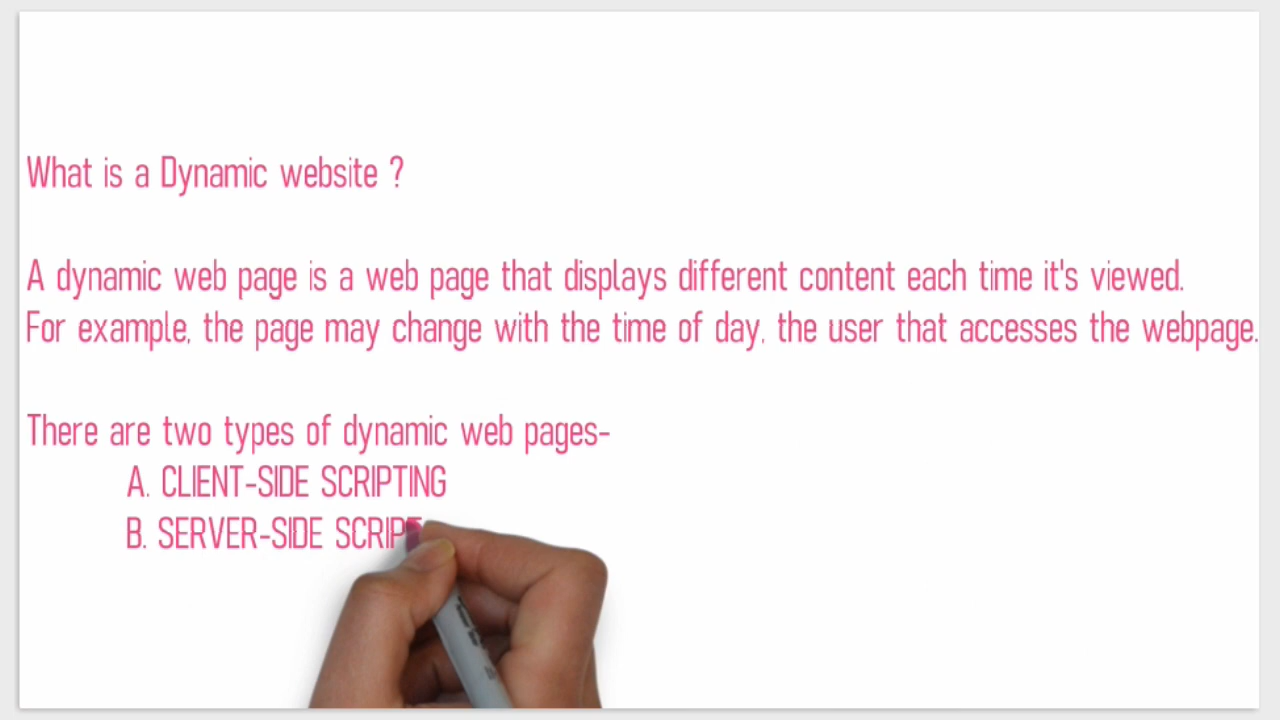 What is a Dynamic website ?
A dynamic web page is a web page that displays different content each time it's viewed.
For example, the page may change with the time of day, the user that accesses the webpage.
There are two types of dynamic web pages-
A. CLIENT-SIDE SCRIPTING
B. SERVER-SIDE SCRIPT